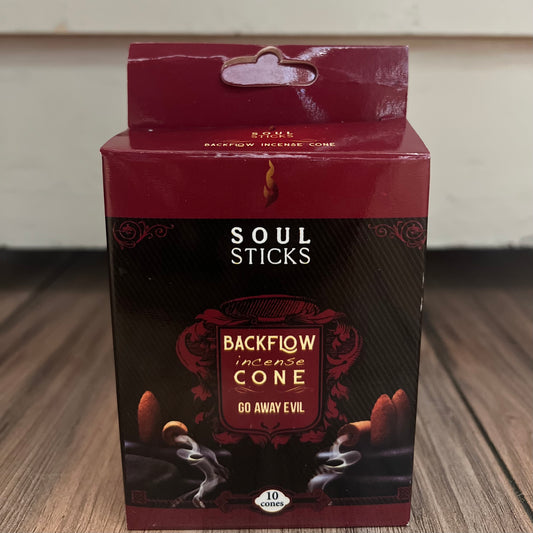 SOUL
STICKS
BACKFLOW INCENSE CONE
SOUL
STICKS
BACKFLOW
incense
CONE
GO AWAY EVIL
10
cones